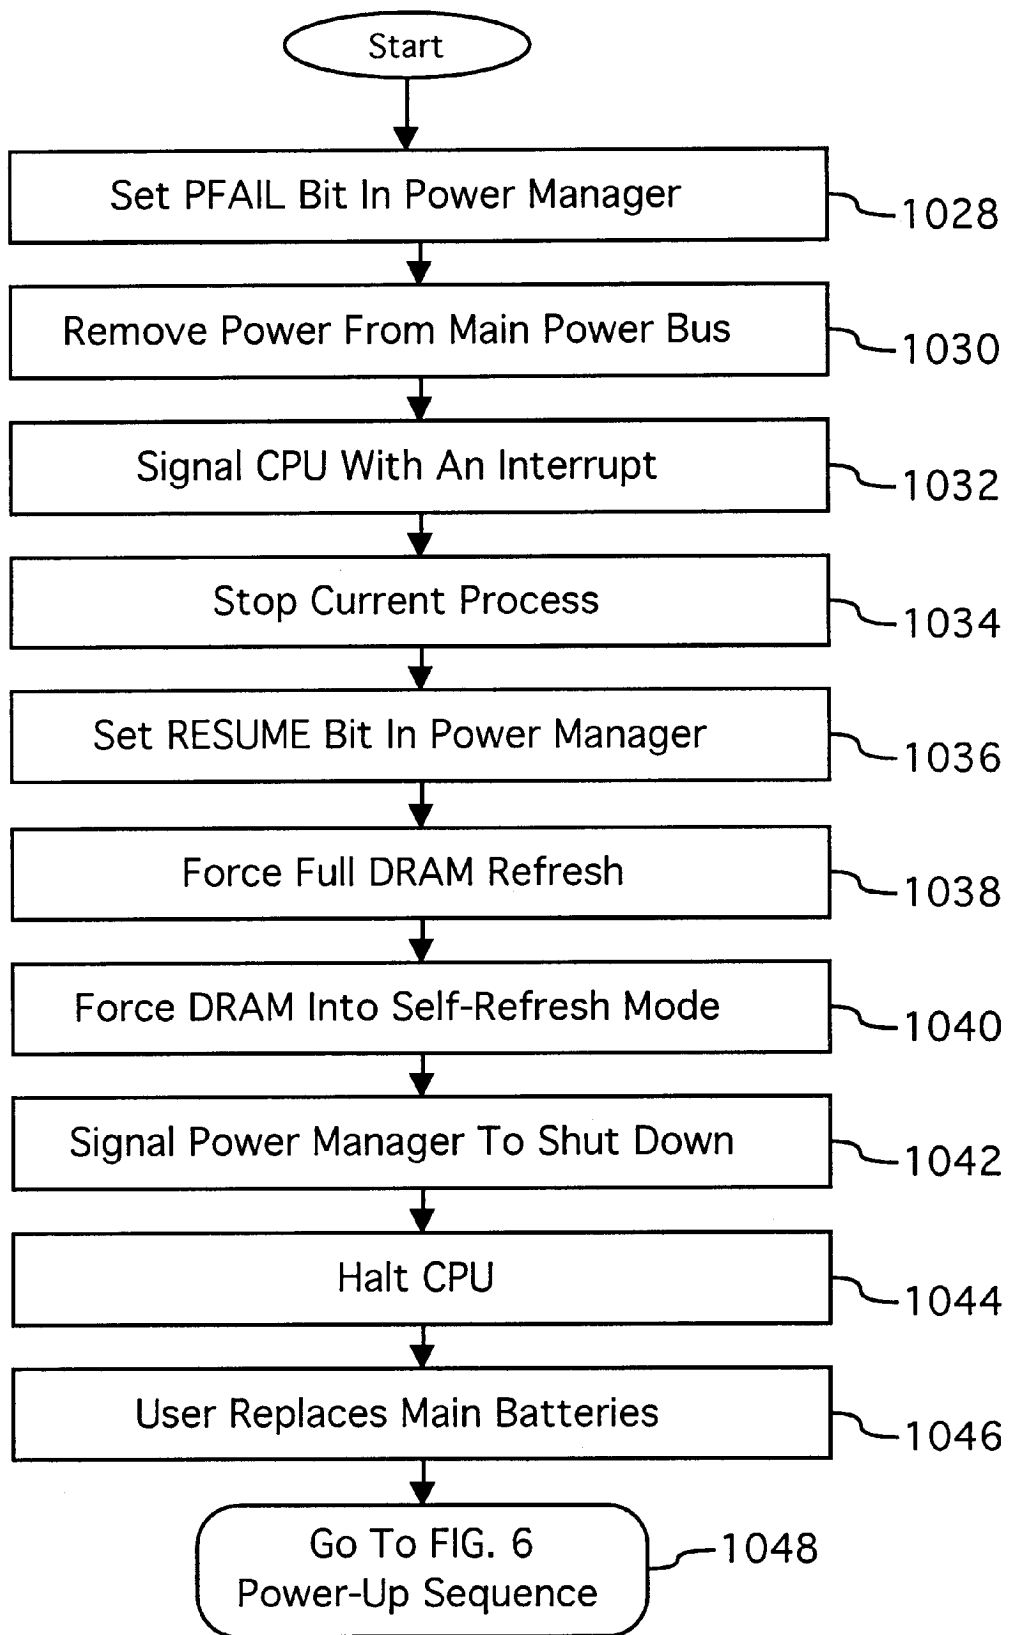 Start
Set PFAIL Bit In Power Manager
1028
Remove Power From Main Power Bus
1030
Signal CPU With An Interrupt
1032
Stop Current Process
1034
Set RESUME Bit In Power Manager
1036
Force Full DRAM Refresh
1038
Force DRAM Into Self-Refresh Mode
1040
Signal Power Manager To Shut Down
1042
Halt CPU
1044
User Replaces Main Batteries
1046
Go To FIG. 6
Power-Up Sequence
1048